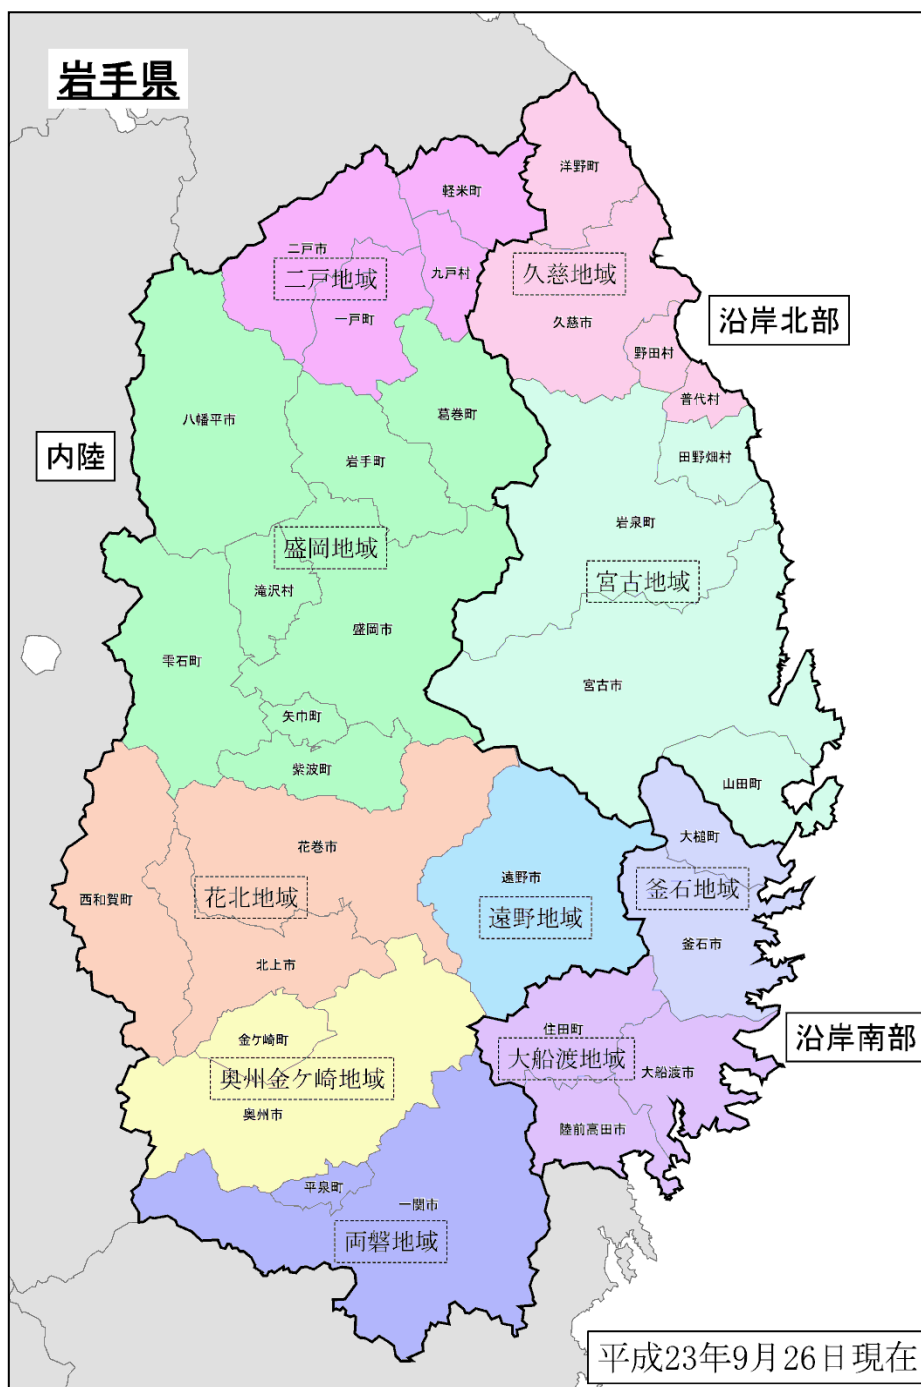 岩手県
洋野町
軽米町
二戸市
二戸地域
九戸村
久慈地域
一戸町
久慈市
沿岸北部
野田村
普代村
八幡平市
葛巻町
内陸
岩手町
田野畑村
岩泉町
盛岡地域
宮古地域
滝沢村
盛岡市
雫石町
宮古市
矢巾町
紫波町
山田町
花巻市
大槌町
遠野市
西和賀町
花北地域
釜石地域
遠野地域
釜石市
北上市
住田町
沿岸南部
金ケ崎町
大船渡地域
大船渡市
奥州金ケ崎地域
奥州市
陸前高田市
平泉町
一関市
両磐地域
平成23年9月26日現在